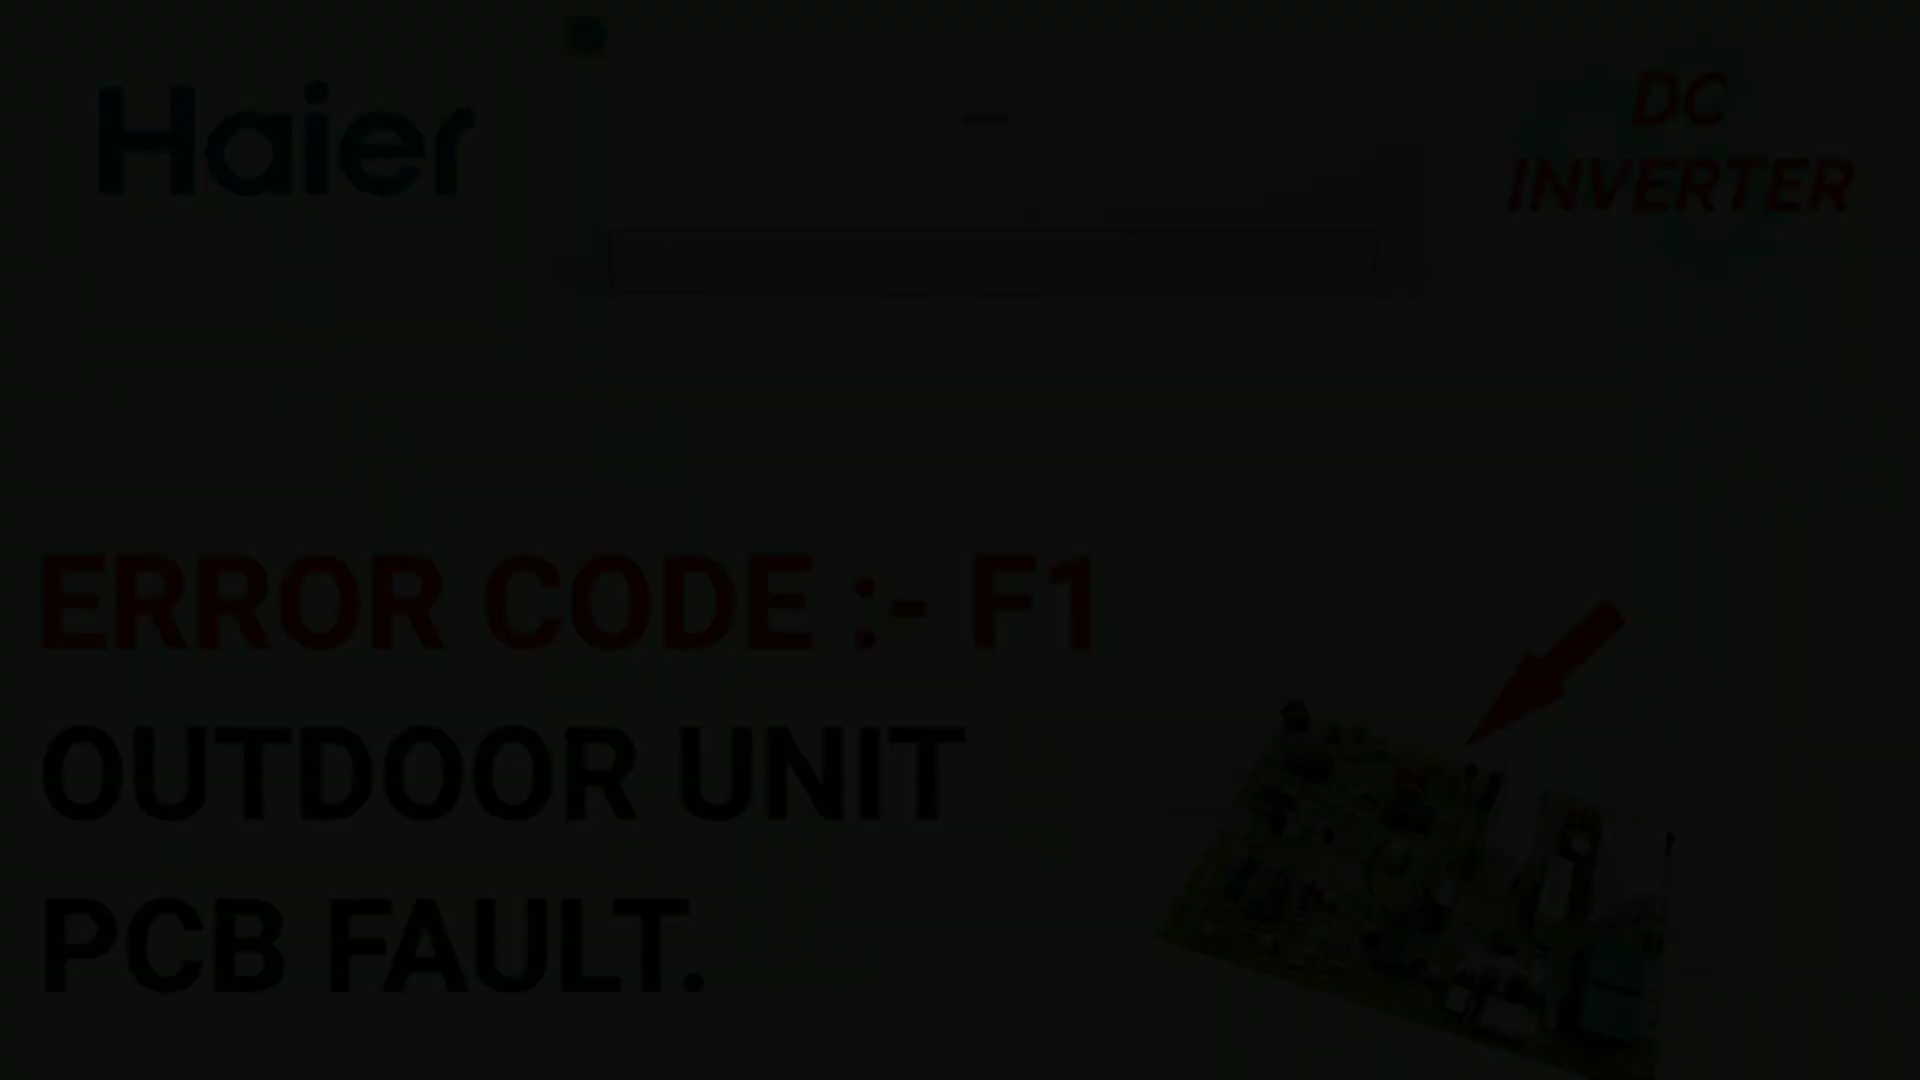 Haier
DC
INVERTER
ERROR CODE :- F1
OUTDOOR UNIT
PCB FAULT.